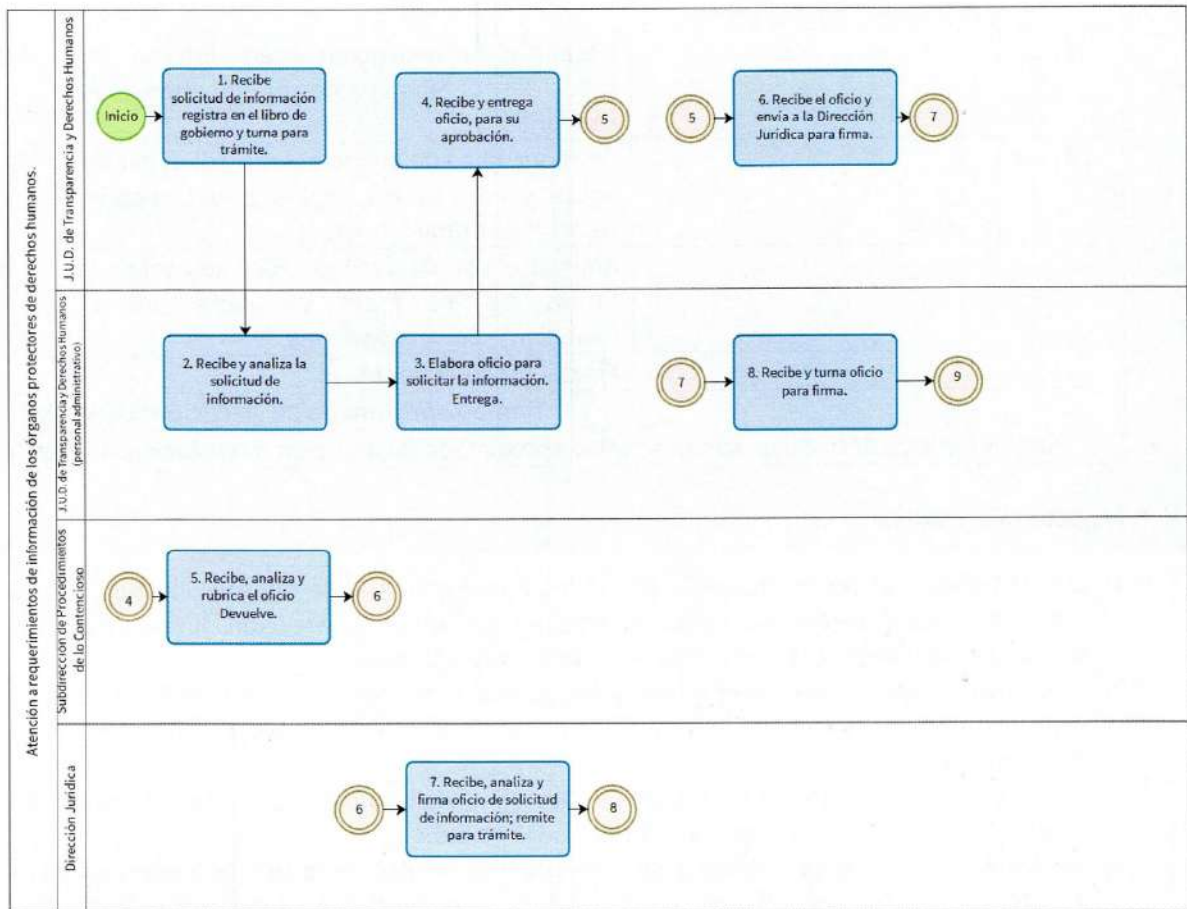 Atención a requerimientos de información de los órganos protectores de derechos humanos.
J.U.D. de Transparencia y Derechos Humanos
Inicio
1. Recibe
solicitud de información
registra en el libro de
gobierno y turna para
trámite.
4. Recibe y entrega
oficio, para su
aprobación.
5
5
6. Recibe el oficio y
envía a la Dirección
Jurídica para firma.
7
J.U.D. de Transparencia y Derechos Humanos
(personal administrativo)
2. Recibe y analiza la
solicitud de
información.
3. Elabora oficio para
solicitar la información.
Entrega.
7
8. Recibe y turna oficio
para firma.
9
Subdirección de Procedimientos
de lo Contencioso
4
5. Recibe, analiza y
rubrica el oficio
Devuelve.
6
Dirección Jurídica
6
7. Recibe, analiza y
firma oficio de solicitud
de información; remite
para trámite.
8